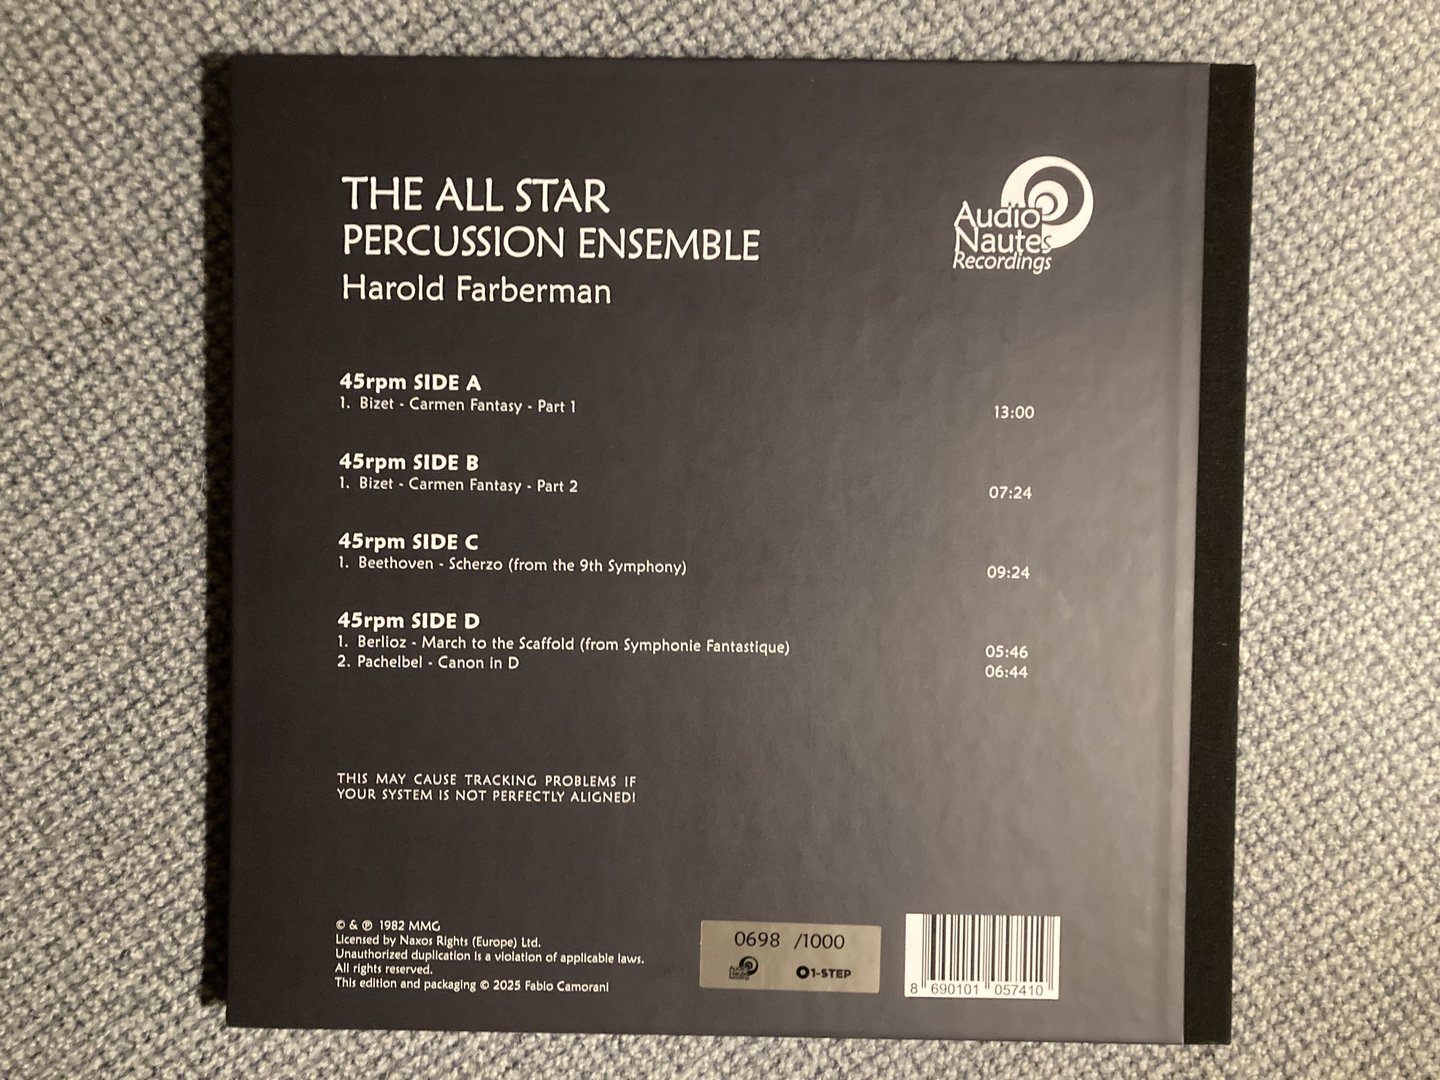 THE ALL STAR
PERCUSSION ENSEMBLE
Harold Farberman
Audio
Nautes
Recordings
45rpm SIDE A
1. Bizet - Carmen Fantasy - Part 1 13:00
45rpm SIDE B
1. Bizet - Carmen Fantasy - Part 2 07:24
45rpm SIDE C
1. Beethoven - Scherzo (from the 9th Symphony) 09:24
45rpm SIDE D
1. Berlioz - March to the Scaffold (from Symphonie Fantastique) 05:46
2. Pachelbel - Canon in D 06:44
THIS MAY CAUSE TRACKING PROBLEMS IF
YOUR SYSTEM IS NOT PERFECTLY ALIGNED!
© & ℗ 1982 MMG
Licensed by Naxos Rights (Europe) Ltd.
Unauthorized duplication is a violation of applicable laws.
All rights reserved.
This edition and packaging © 2025 Fabio Camorani
0698 /1000
Audio
Nautes
Recordings
1-STEP
8 690101 057410